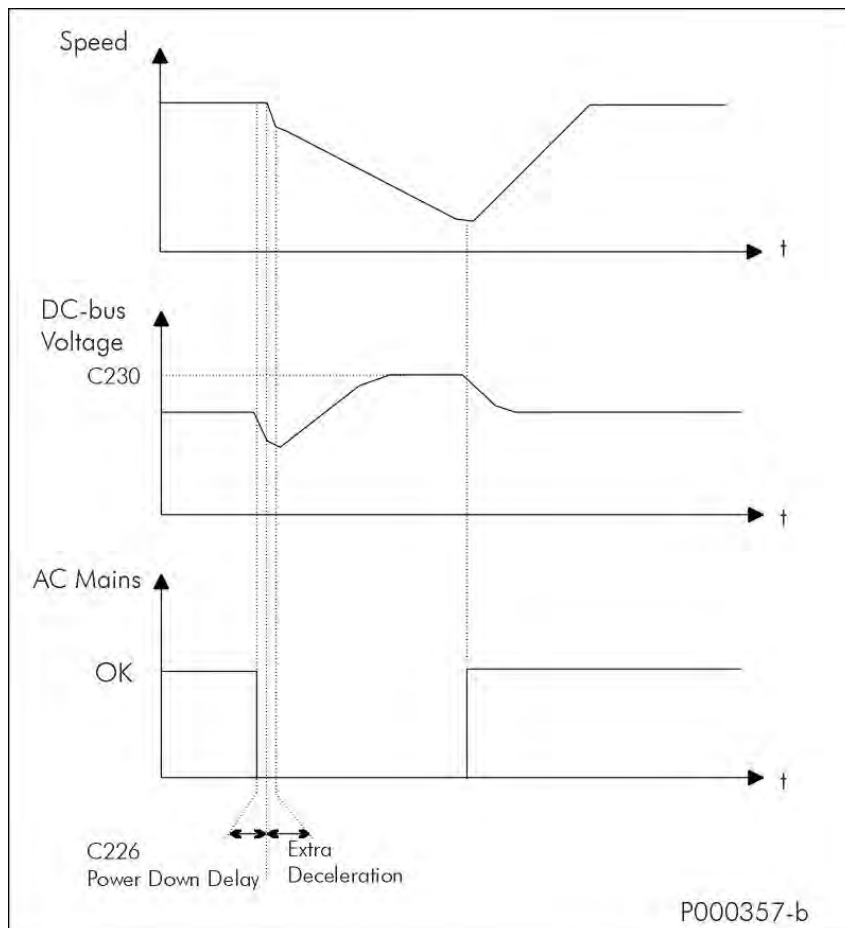 Speed
t
DC-bus
Voltage
C230
t
AC Mains
OK
t
C226
Power Down Delay
Extra
Deceleration
P000357-b